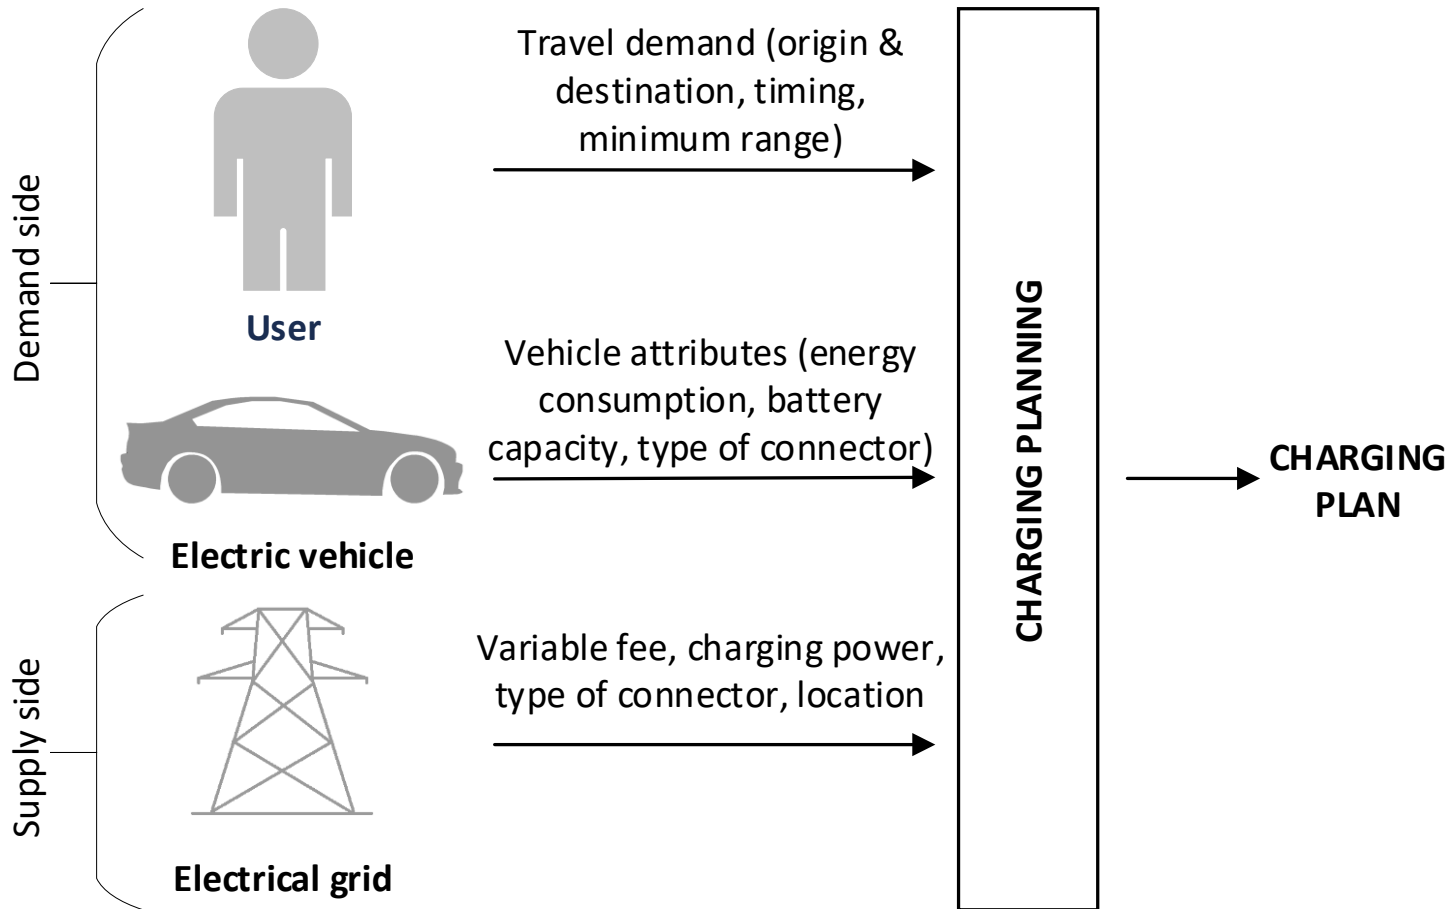 Demand side
Travel demand (origin &
destination, timing,
minimum range)
User
Vehicle attributes (energy
consumption, battery
capacity, type of connector)
Electric vehicle
Supply side
Variable fee, charging power,
type of connector, location
Electrical grid
CHARGING PLANNING
CHARGING
PLAN